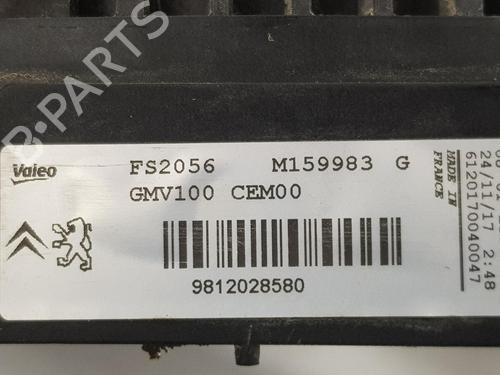 B-PARTS
Valeo
FS2056 M159983 G
GMV100 CEM00
9812028580
MADE IN
FRANCE
24/11/17 2:48
6120170040047